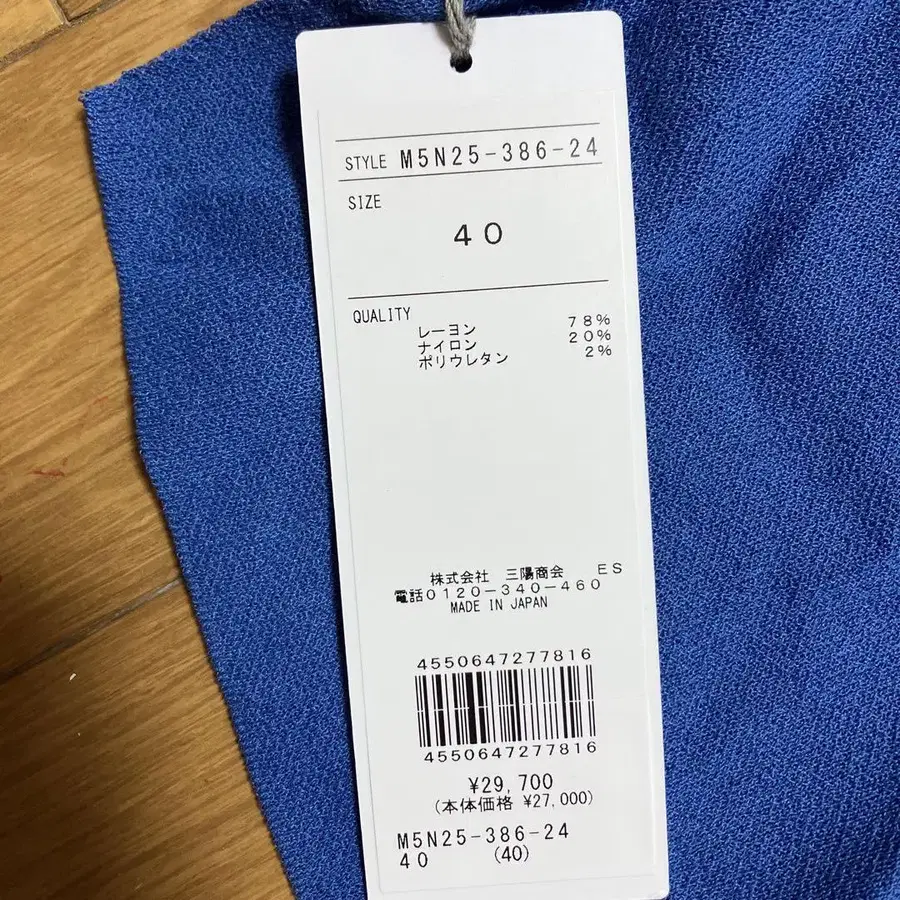 STYLE M5N25-386-24
SIZE
40
QUALITY
レーヨン 78%
ナイロン 20%
ポリウレタン 2%
株式会社 三陽商会 ES
電話0120-340-460
MADE IN JAPAN
4550647277816
4550647277816
¥29,700
(本体価格 ¥27,000)
M5N25-386-24
40 (40)